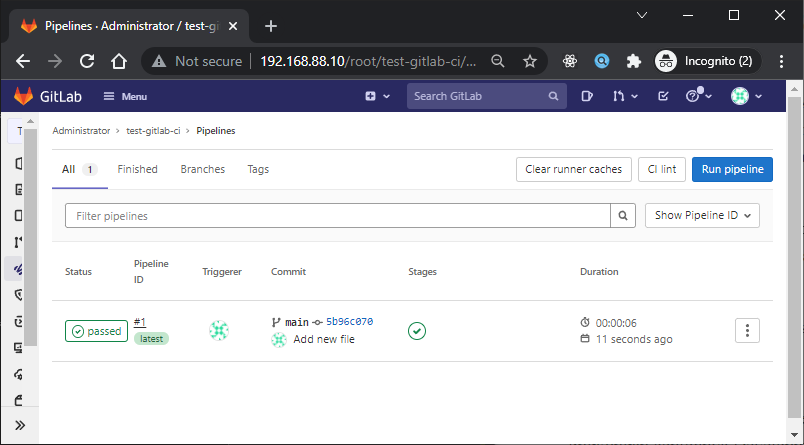 Pipelines · Administrator / test-gi
Not secure 192.168.88.10/root/test-gitlab-ci/... Incognito (2)
GitLab Menu Search GitLab
Administrator › test-gitlab-ci › Pipelines
T
All 1 Finished Branches Tags Clear runner caches CI lint Run pipeline
Filter pipelines Show Pipeline ID
Status Pipeline ID Triggerer Commit Stages Duration
passed #1 main 5b96c070 00:00:06
latest Add new file 11 seconds ago